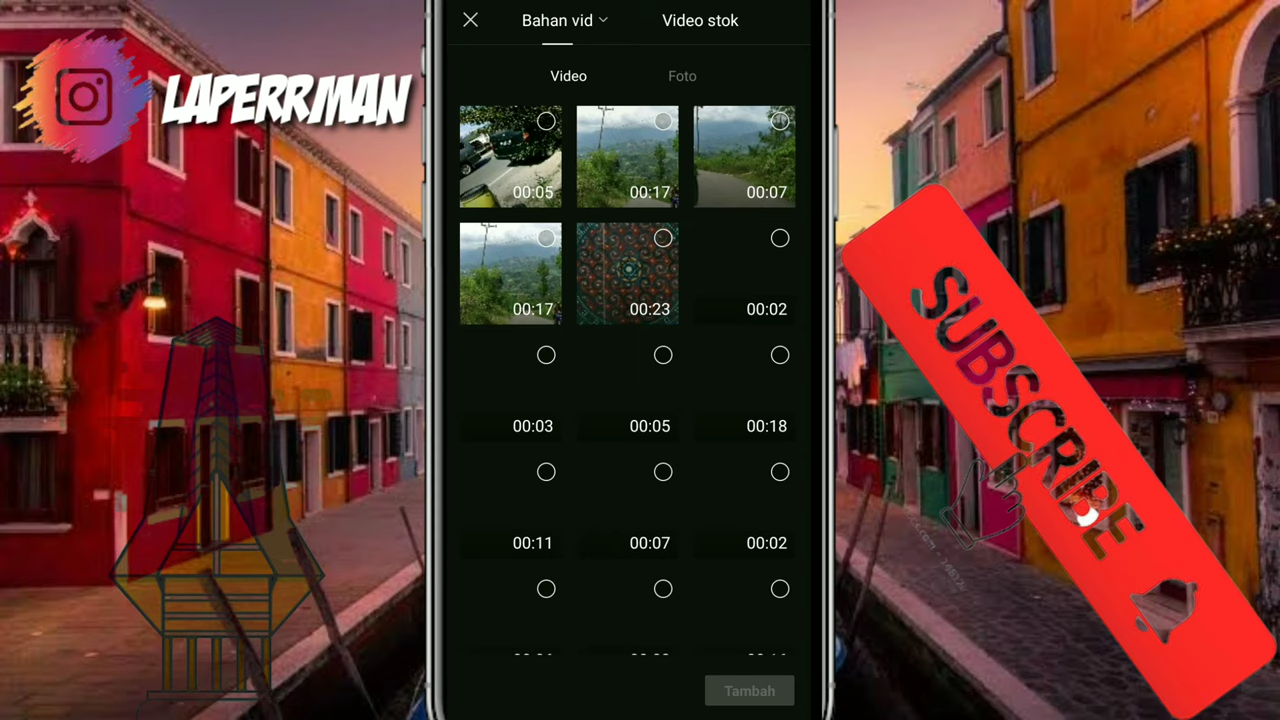 LAPERRMAN
Bahan vid
Video stok
Video
Foto
00:05
00:17
00:07
00:17
00:23
00:02
00:03
00:05
00:18
00:11
00:07
00:02
Tambah
SUBSCRIBE